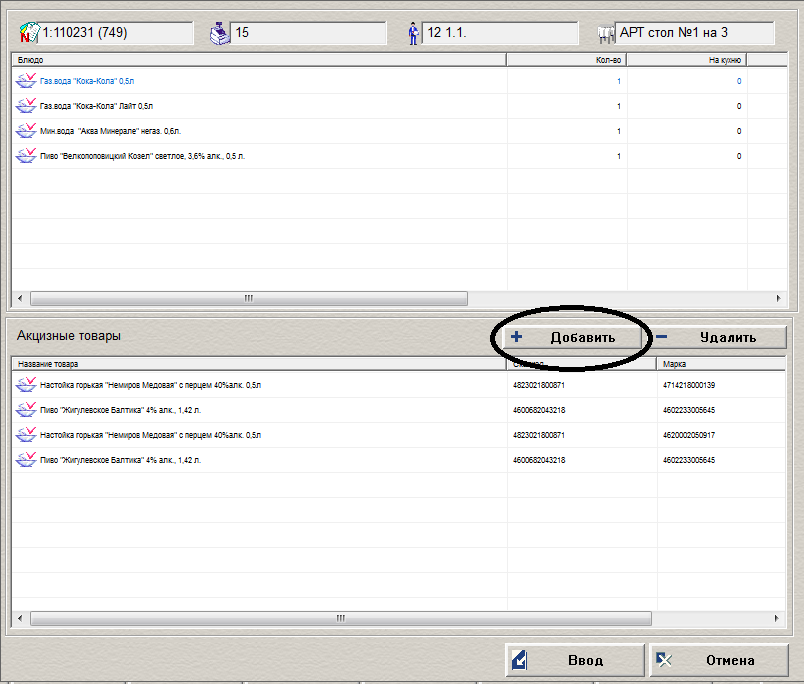 1:110231 (749) 15 12 1.1. АРТ стол №1 на 3
Блюдо Кол-во На кухню
Газ.вода "Кока-Кола" 0,5л 1 0
Газ.вода "Кока-Кола" Лайт 0,5л 1 0
Мин.вода "Аква Минерале" негаз. 0,6л. 1 0
Пиво "Велкопоповицкий Козел" светлое, 3,6% алк., 0,5 л. 1 0
Акцизные товары Добавить Удалить
Название товара Марка
Настойка горькая "Немиров Медовая" с перцем 40%алк. 0,5л 4823021800871 4714218000139
Пиво "Жигулевское Балтика" 4% алк., 1,42 л. 4600682043218 4602233005645
Настойка горькая "Немиров Медовая" с перцем 40%алк. 0,5л 4823021800871 4620002050917
Пиво "Жигулевское Балтика" 4% алк., 1,42 л. 4600682043218 4602233005645
Ввод Отмена